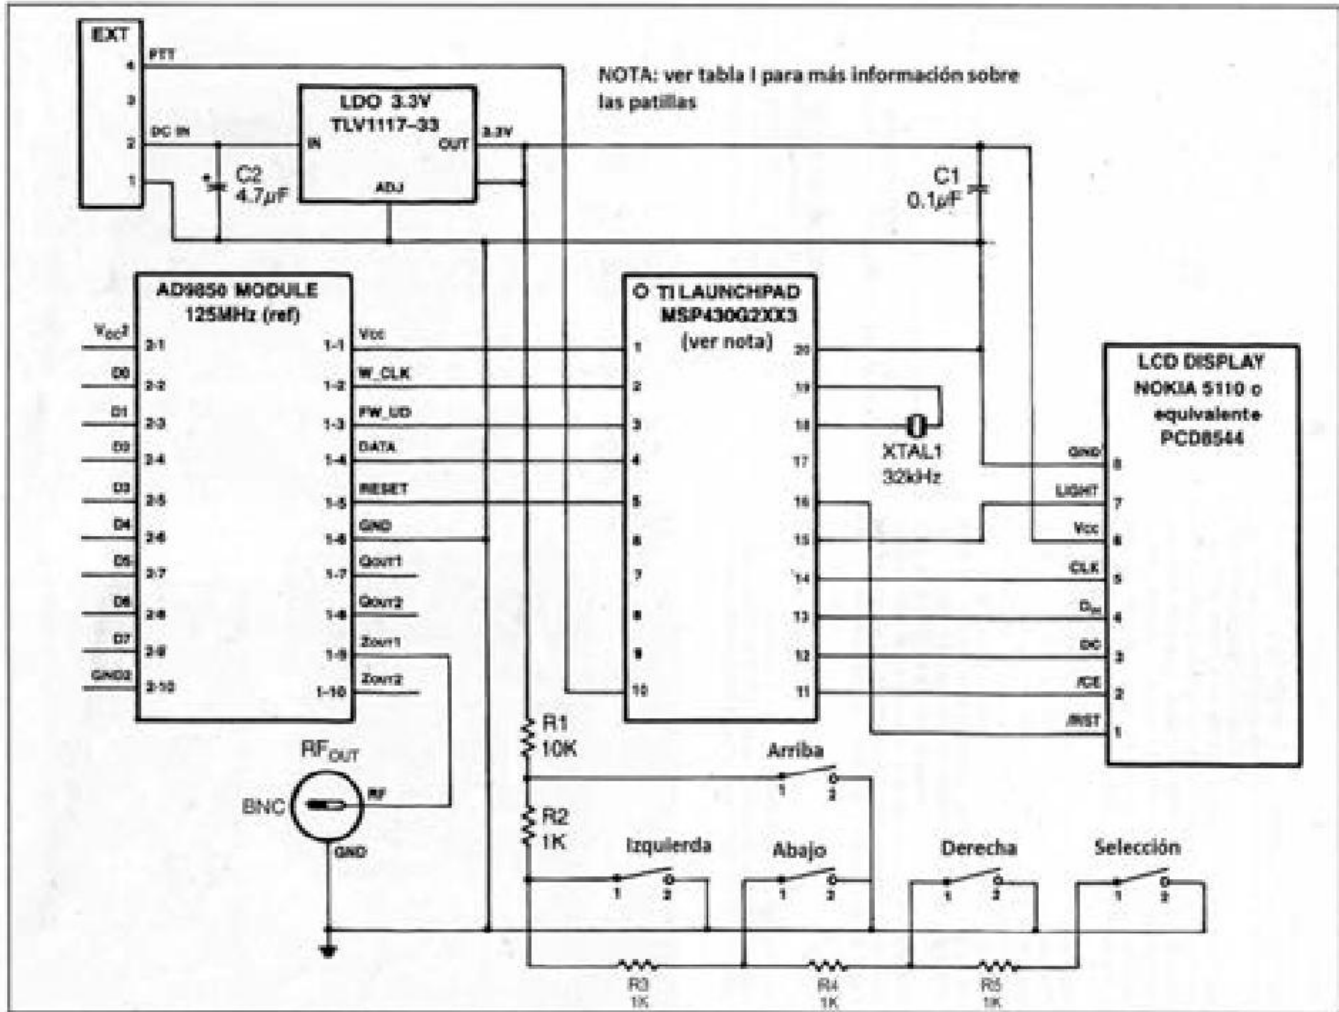 EXT
4
PTT
3
2
DC IN
1
LDO 3.3V
TLV1117-33
IN
OUT
ADJ
3.3V
C2
4.7µF
NOTA: ver tabla I para más información sobre
las patillas
C1
0.1µF
AD9850 MODULE
125MHz (ref)
VCC2
2-1
D0
2-2
D1
2-3
D2
2-4
D3
2-5
D4
2-6
D5
2-7
D6
2-8
D7
2-9
GND2
2-10
1-1
VCC
1-2
W_CLK
1-3
FW_UD
1-4
DATA
1-5
RESET
1-6
GND
1-7
QOUT1
1-8
QOUT2
1-9
ZOUT1
1-10
ZOUT2
TI LAUNCHPAD
MSP430G2XX3
(ver nota)
1
2
3
4
5
6
7
8
9
10
20
19
18
17
16
15
14
13
12
11
XTAL1
32kHz
LCD DISPLAY
NOKIA 5110 o
equivalente
PCD8544
GND
8
LIGHT
7
VCC
6
CLK
5
DIN
4
DC
3
/CE
2
/RST
1
RFOUT
BNC
RF
GND
R1
10K
R2
1K
Arriba
1 2
Izquierda
1 2
Abajo
1 2
Derecha
1 2
Selección
1 2
R3
1K
R4
1K
R5
1K